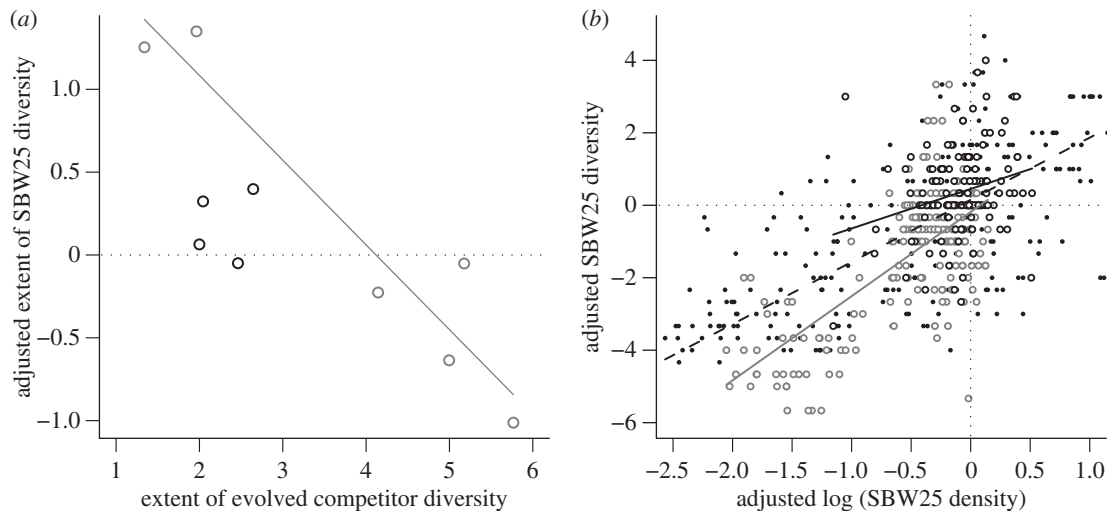 (a)
adjusted extent of SBW25 diversity
1.0
0.5
0
−0.5
−1.0
1 2 3 4 5 6
extent of evolved competitor diversity
(b)
adjusted SBW25 diversity
4
2
0
−2
−4
−6
−2.5 −2.0 −1.5 −1.0 −0.5 0 0.5 1.0
adjusted log (SBW25 density)